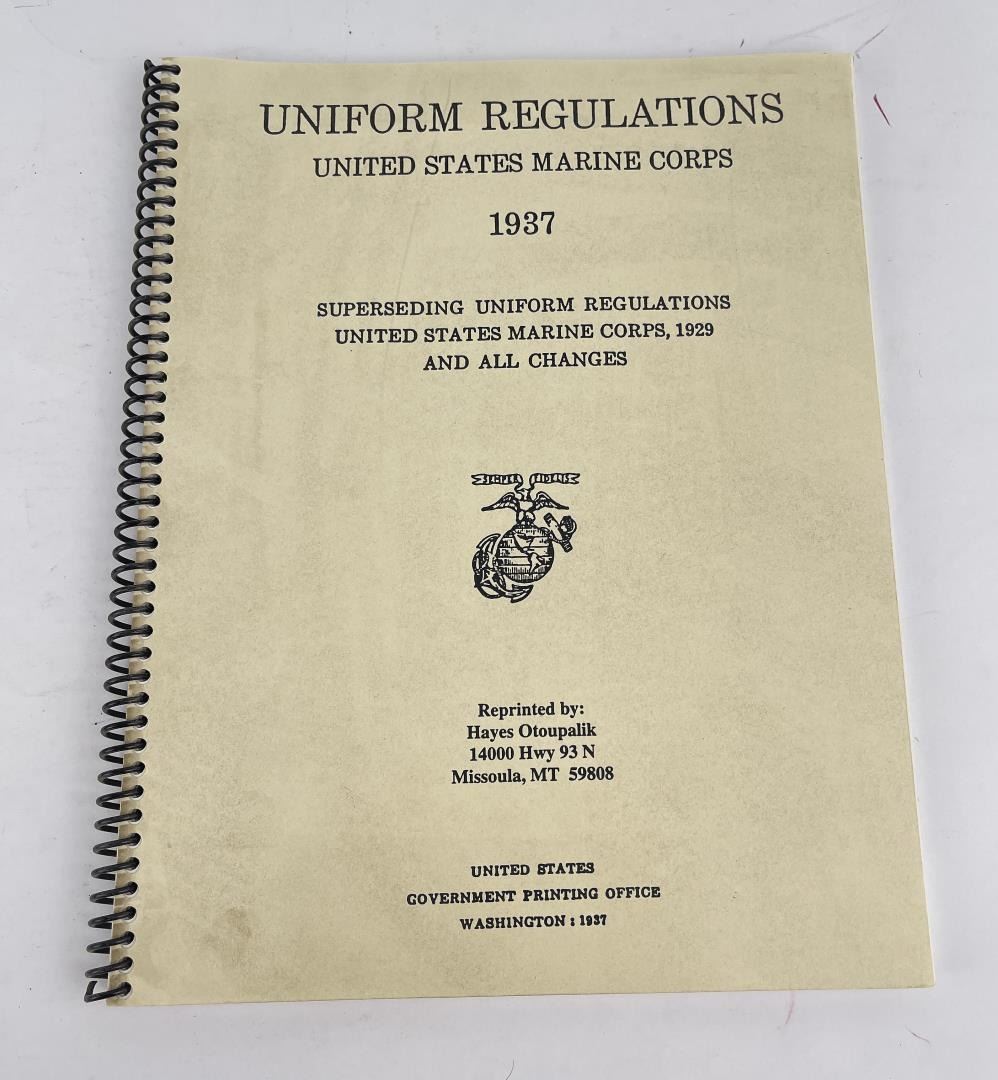 UNIFORM REGULATIONS
UNITED STATES MARINE CORPS
1937
SUPERSEDING UNIFORM REGULATIONS
UNITED STATES MARINE CORPS, 1929
AND ALL CHANGES
SEMPER FIDELIS
Reprinted by:
Hayes Otoupalik
14000 Hwy 93 N
Missoula, MT 59808
UNITED STATES
GOVERNMENT PRINTING OFFICE
WASHINGTON : 1937